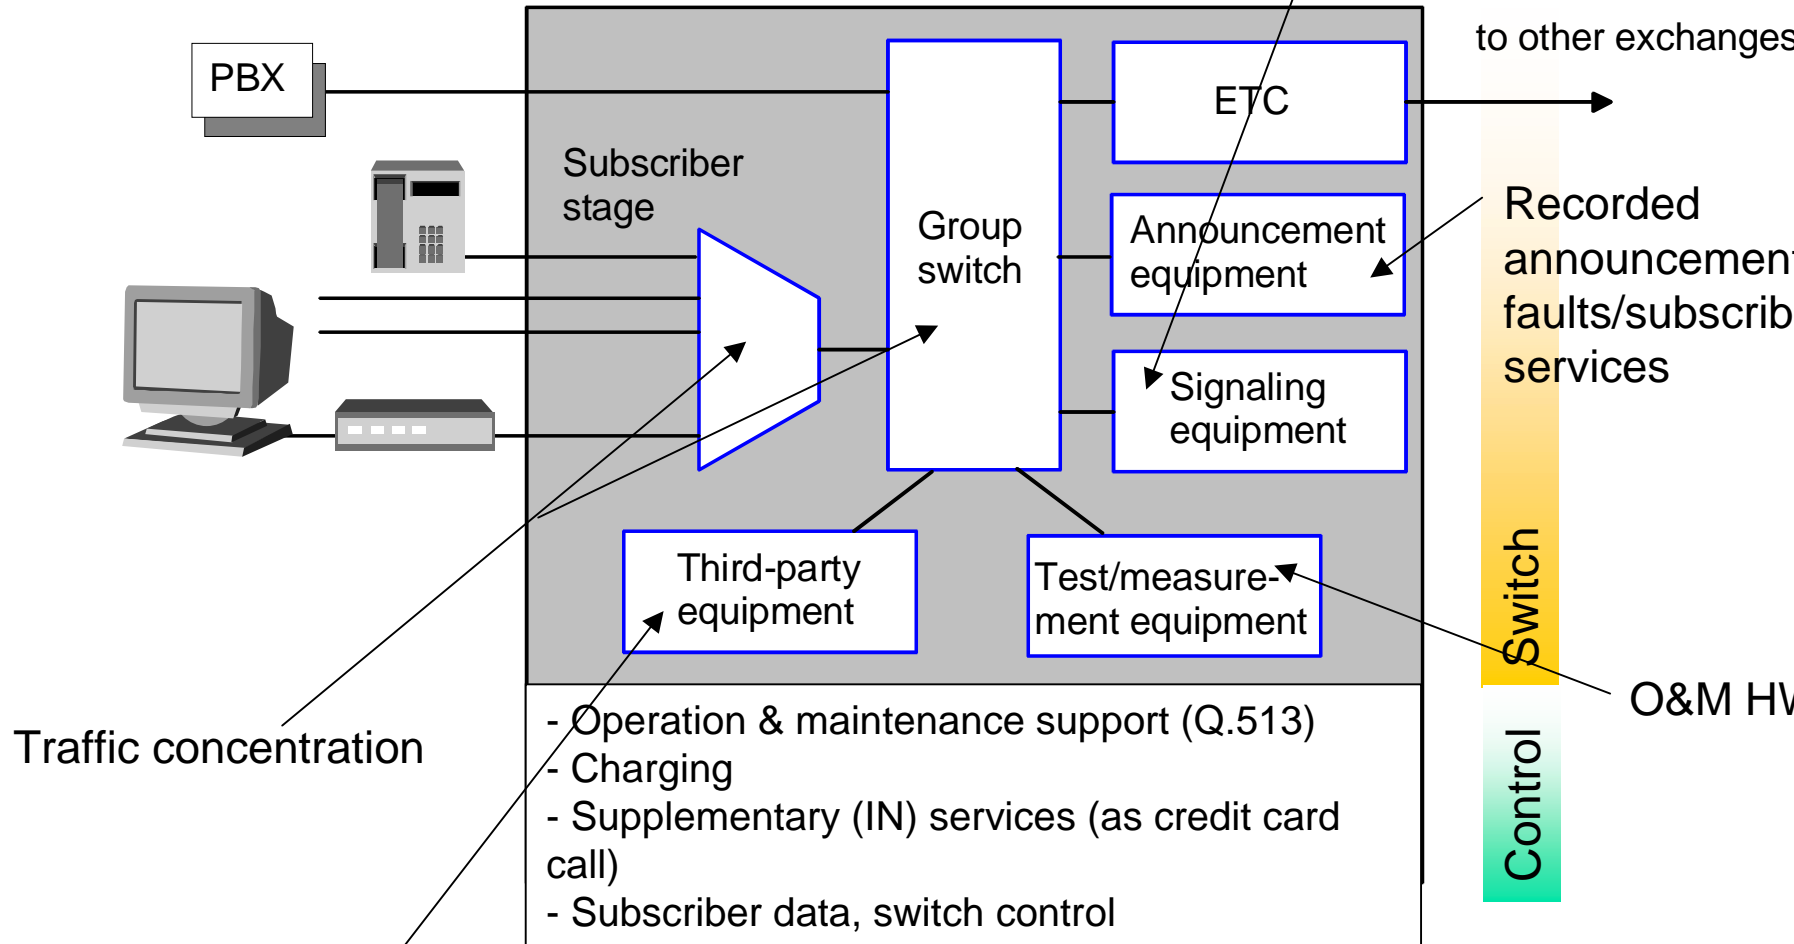 to other exchanges
PBX
ETC
Subscriber
stage
Group
switch
Announcement
equipment
Recorded
faults/subscrib
services
Signaling
equipment
Third-party
equipment
Test/measure-
ment equipment
Switch
O&M
Traffic concentration
- Operation & maintenance support (Q.513)
- Charging
- Supplementary (IN) services (as credit card
call)
- Subscriber data, switch control
Control
announcement